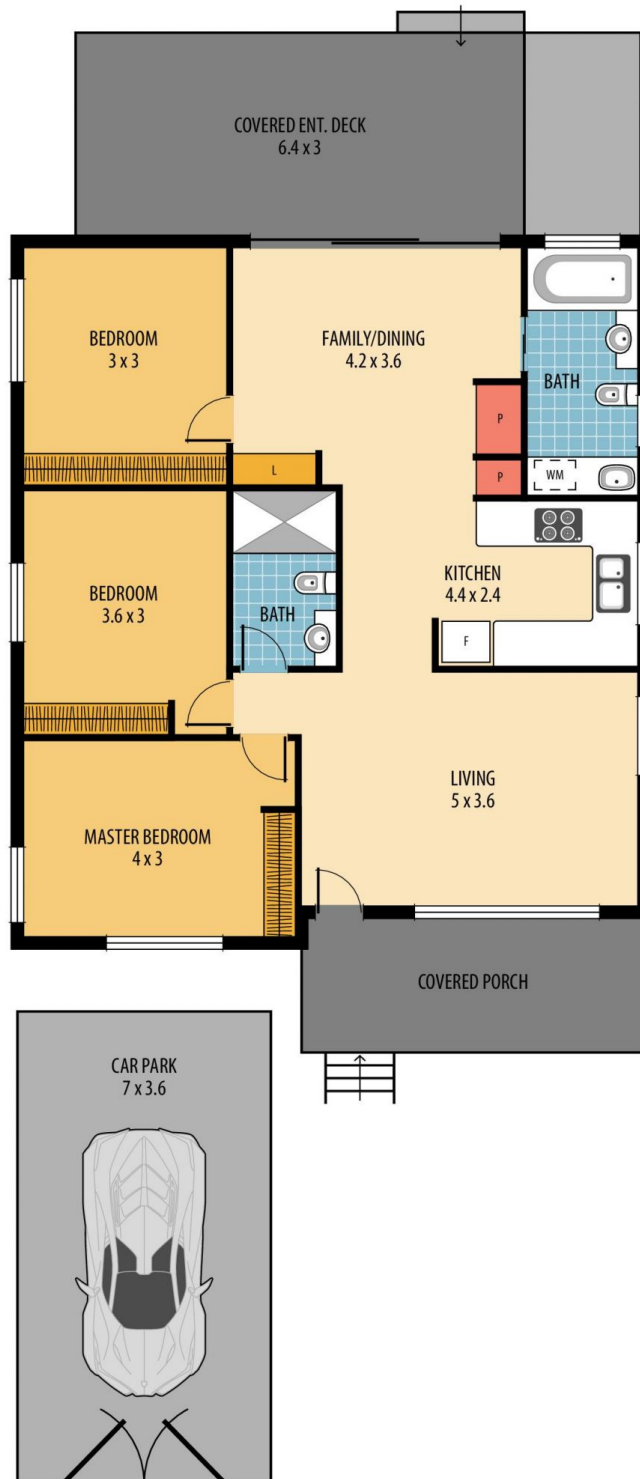 COVERED ENT. DECK
6.4 x 3
BEDROOM
3 x 3
FAMILY/DINING
4.2 x 3.6
BATH
P
L
P
WM
BEDROOM
3.6 x 3
BATH
KITCHEN
4.4 x 2.4
F
MASTER BEDROOM
4 x 3
LIVING
5 x 3.6
COVERED PORCH
CAR PARK
7 x 3.6